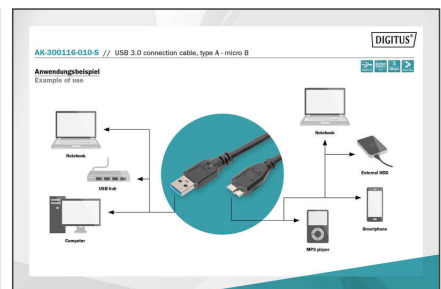 DIGITUS®
AK-300116-010-S // USB 3.0 connection cable, type A - micro B
Anwendungsbeispiel
Example of use
Notebook
USB hub
Computer
Notebook
External HDD
Smartphone
MP3 player